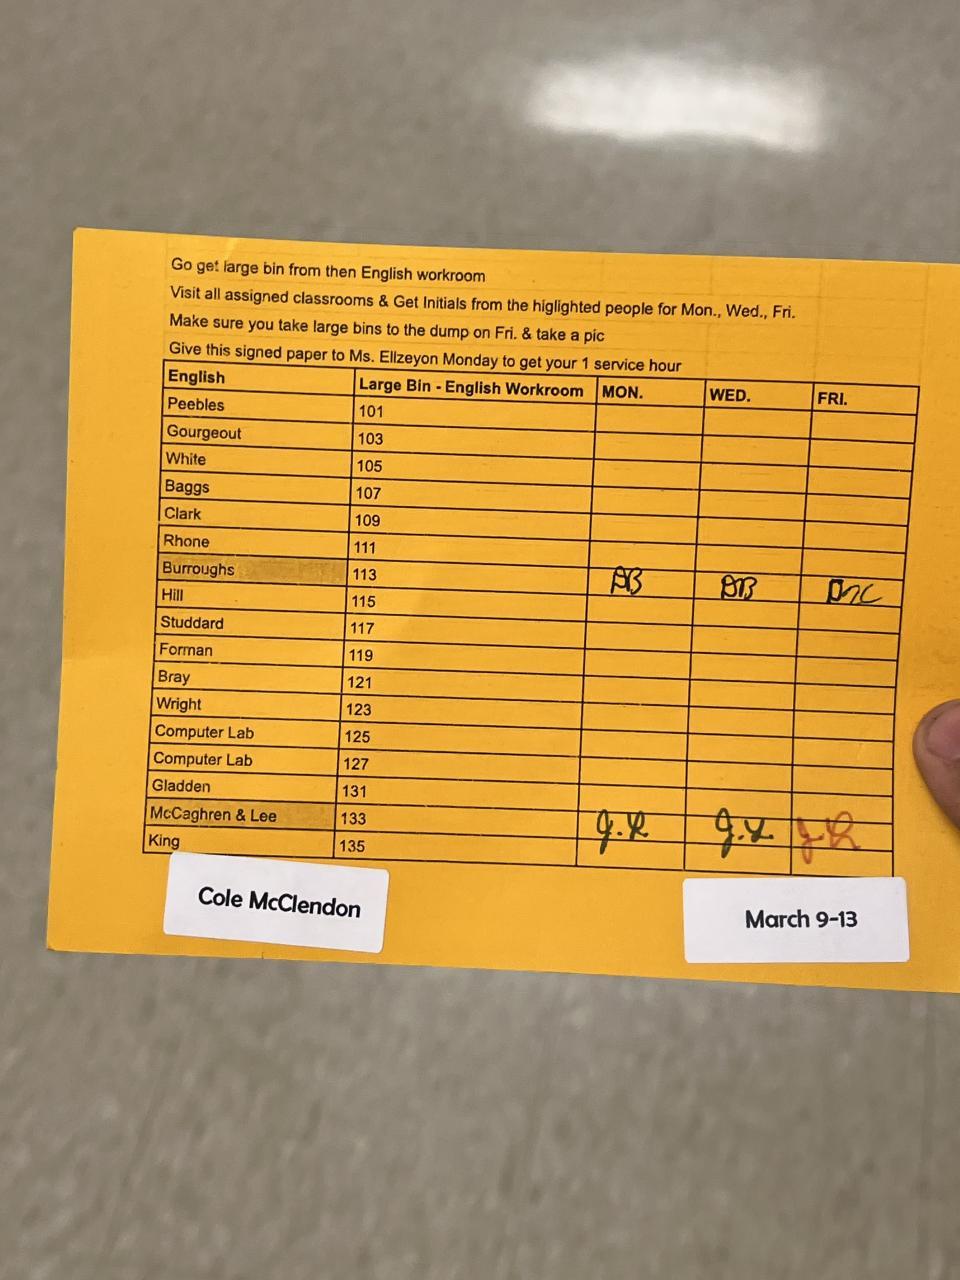 Go get large bin from then English workroom
Visit all assigned classrooms & Get Initials from the higlighted people for Mon., Wed., Fri.
Make sure you take large bins to the dump on Fri. & take a pic
Give this signed paper to Ms. Ellzeyon Monday to get your 1 service hour
English Large Bin - English Workroom MON. WED. FRI.
Peebles 101
Gourgeout 103
White 105
Baggs 107
Clark 109
Rhone 111
Burroughs 113
Hill 115
Studdard 117
Forman 119
Bray 121
Wright 123
Computer Lab 125
Computer Lab 127
Gladden 131
McCaghren & Lee 133
King 135
Cole McClendon March 9-13